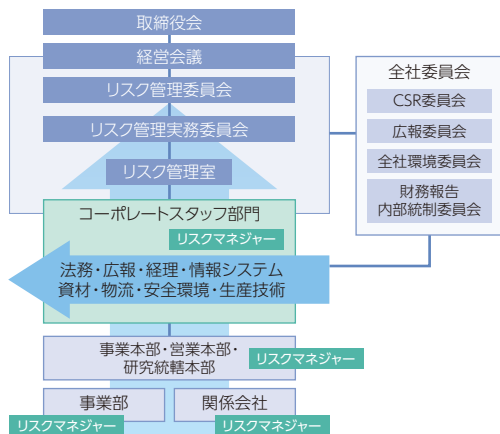 取締役会
経営会議
リスク管理委員会
リスク管理実務委員会
リスク管理室
全社委員会
CSR委員会
広報委員会
全社環境委員会
財務報告
内部統制委員会
コーポレートスタッフ部門
リスクマネジャー
法務・広報・経理・情報システム
資材・物流・安全環境・生産技術
事業本部・営業本部・
研究統轄本部
リスクマネジャー
事業部
関係会社
リスクマネジャー
リスクマネジャー